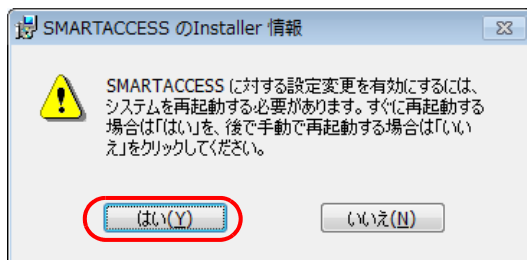 SMARTACCESS のInstaller 情報
SMARTACCESS に対する設定変更を有効にするには、
システムを再起動する必要があります。すぐに再起動する
場合は「はい」を、後で手動で再起動する場合は「いい
え」をクリックしてください。
はい(Y) いいえ(N)